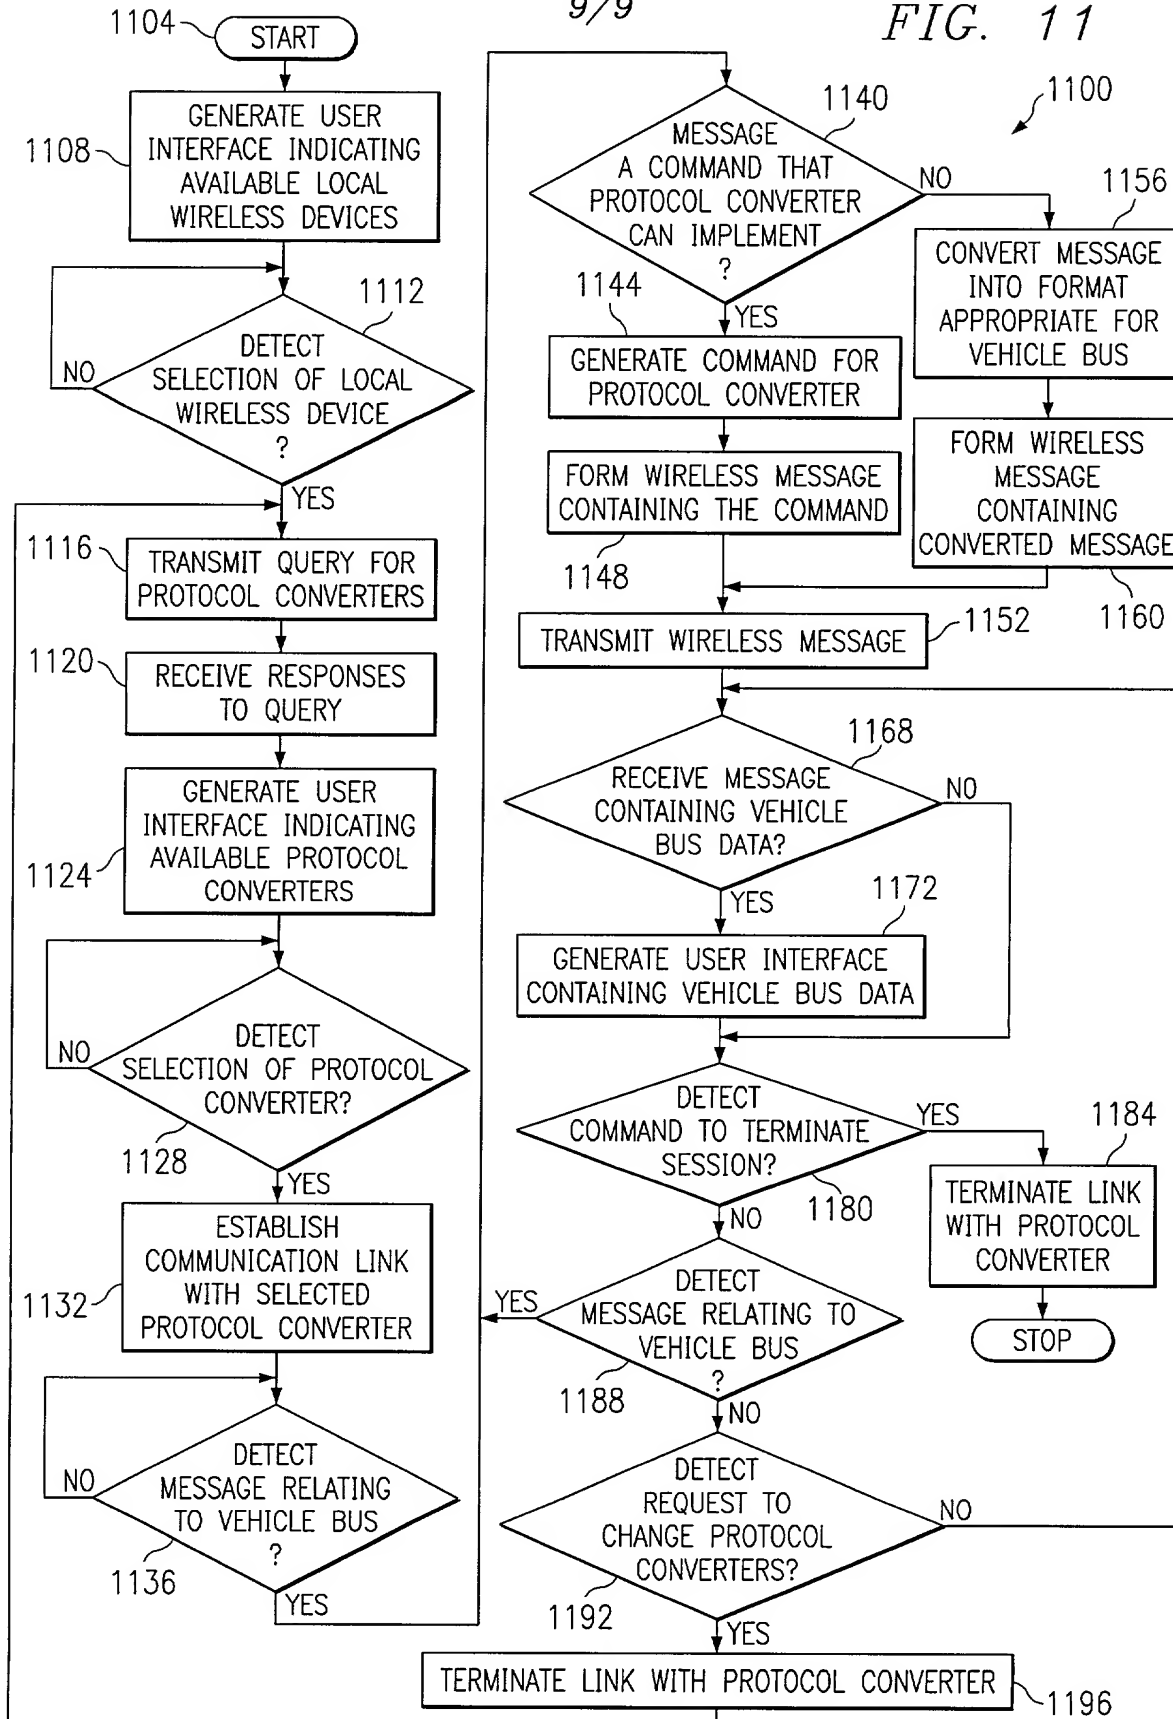 9/9
FIG. 11
1100
1104
START
1108
GENERATE USER
INTERFACE INDICATING
AVAILABLE LOCAL
WIRELESS DEVICES
1112
DETECT
SELECTION OF LOCAL
WIRELESS DEVICE
?
NO
YES
1116
TRANSMIT QUERY FOR
PROTOCOL CONVERTERS
1120
RECEIVE RESPONSES
TO QUERY
1124
GENERATE USER
INTERFACE INDICATING
AVAILABLE PROTOCOL
CONVERTERS
DETECT
SELECTION OF PROTOCOL
CONVERTER?
NO
1128
YES
1132
ESTABLISH
COMMUNICATION LINK
WITH SELECTED
PROTOCOL CONVERTER
DETECT
MESSAGE RELATING
TO VEHICLE BUS
?
NO
1136
YES
1140
MESSAGE
A COMMAND THAT
PROTOCOL CONVERTER
CAN IMPLEMENT
?
NO
YES
1144
GENERATE COMMAND FOR
PROTOCOL CONVERTER
FORM WIRELESS MESSAGE
CONTAINING THE COMMAND
1148
1156
CONVERT MESSAGE
INTO FORMAT
APPROPRIATE FOR
VEHICLE BUS
FORM WIRELESS
MESSAGE
CONTAINING
CONVERTED MESSAGE
1160
TRANSMIT WIRELESS MESSAGE
1152
1168
RECEIVE MESSAGE
CONTAINING VEHICLE
BUS DATA?
NO
YES
1172
GENERATE USER INTERFACE
CONTAINING VEHICLE BUS DATA
DETECT
COMMAND TO TERMINATE
SESSION?
YES
1180
NO
1184
TERMINATE LINK
WITH PROTOCOL
CONVERTER
STOP
DETECT
MESSAGE RELATING TO
VEHICLE BUS
?
YES
1188
NO
DETECT
REQUEST TO
CHANGE PROTOCOL
CONVERTERS?
NO
1192
YES
TERMINATE LINK WITH PROTOCOL CONVERTER
1196